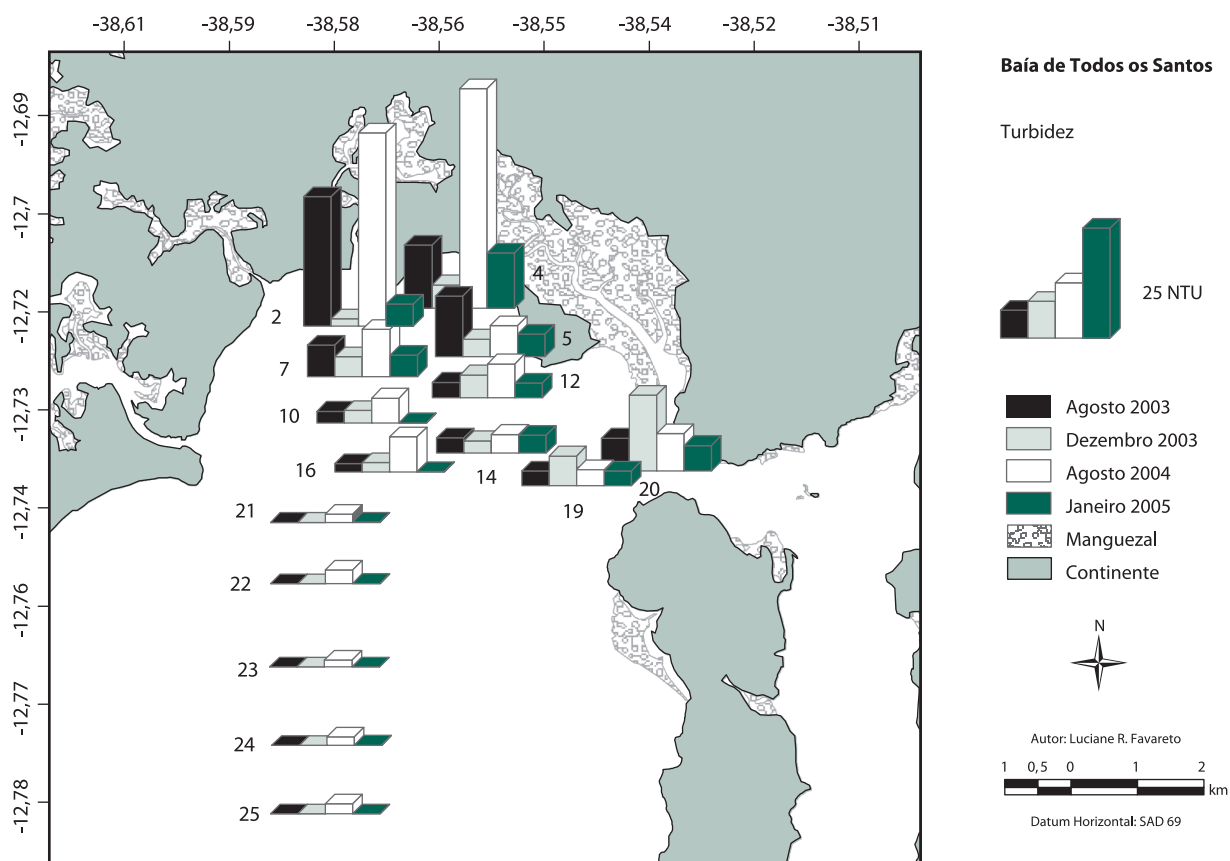 -38,61 -38,59 -38,58 -38,56 -38,55 -38,54 -38,52 -38,51
-12,69
-12,7
-12,72
-12,73
-12,74
-12,76
-12,77
-12,78
2
4
5
7
12
10
16
14
19
20
21
22
23
24
25
Baía de Todos os Santos
Turbidez
25 NTU
Agosto 2003
Dezembro 2003
Agosto 2004
Janeiro 2005
Manguezal
Continente
N
Autor: Luciane R. Favareto
1 0,5 0 1 2
km
Datum Horizontal: SAD 69